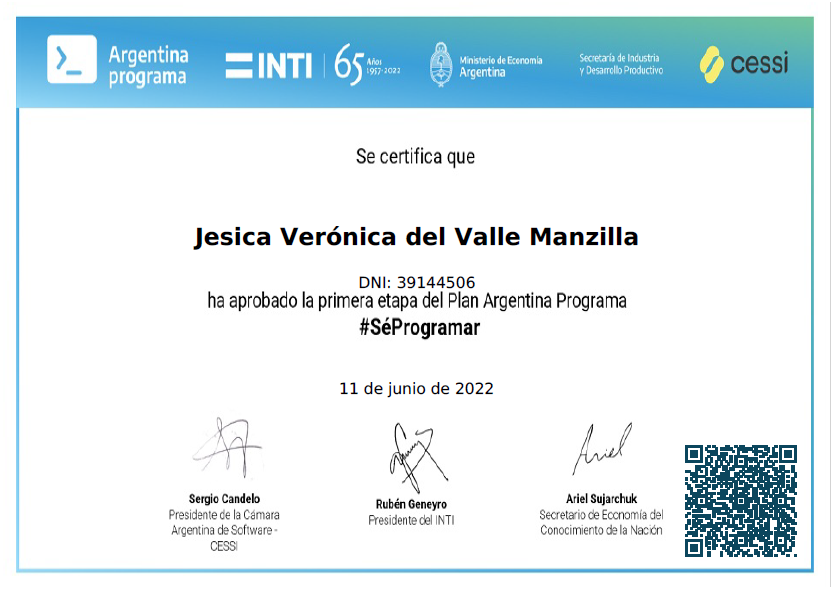 Argentina
programa
INTI
65 Años
1957-2022
Ministerio de Economía
Argentina
Secretaría de Industria
y Desarrollo Productivo
cessi
Se certifica que
Jesica Verónica del Valle Manzilla
DNI: 39144506
ha aprobado la primera etapa del Plan Argentina Programa
#SéProgramar
11 de junio de 2022
Ariel
Sergio Candelo
Presidente de la Cámara
Argentina de Software -
CESSI
Rubén Geneyro
Presidente del INTI
Ariel Sujarchuk
Secretario de Economía del
Conocimiento de la Nación